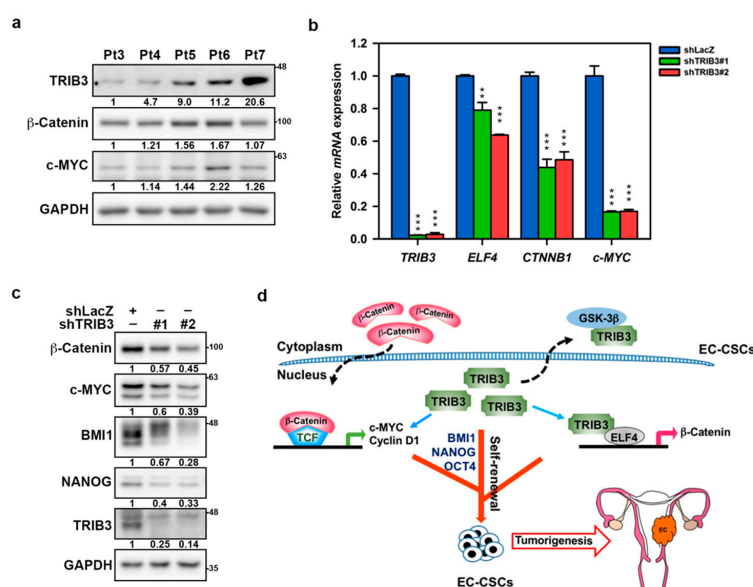 a
Pt3 Pt4 Pt5 Pt6 Pt7
TRIB3
48
1 4.7 9.0 11.2 20.6
β-Catenin
100
1 1.21 1.56 1.67 1.07
63
c-MYC
1 1.14 1.44 2.22 1.26
GAPDH
b
shLacZ
shTRIB3#1
shTRIB3#2
Relative mRNA expression
1.2
1.0
0.8
0.6
0.4
0.2
0.0
*** *** ** *** *** *** *** ***
TRIB3 ELF4 CTNNB1 c-MYC
c
shLacZ + – –
shTRIB3 – #1 #2
β-Catenin
100
1 0.57 0.45
63
c-MYC
1 0.6 0.39
48
BMI1
1 0.67 0.28
NANOG
1 0.4 0.33
48
TRIB3
1 0.25 0.14
GAPDH
35
d
β-Catenin
β-Catenin
β-Catenin
GSK-3β
TRIB3
Cytoplasm
EC-CSCs
Nucleus
TRIB3
TRIB3
TRIB3
β-Catenin
TCF
c-MYC
Cyclin D1
BMI1
NANOG
OCT4
Self-renewal
TRIB3
ELF4
β-Catenin
Tumorigenesis
EC
EC-CSCs